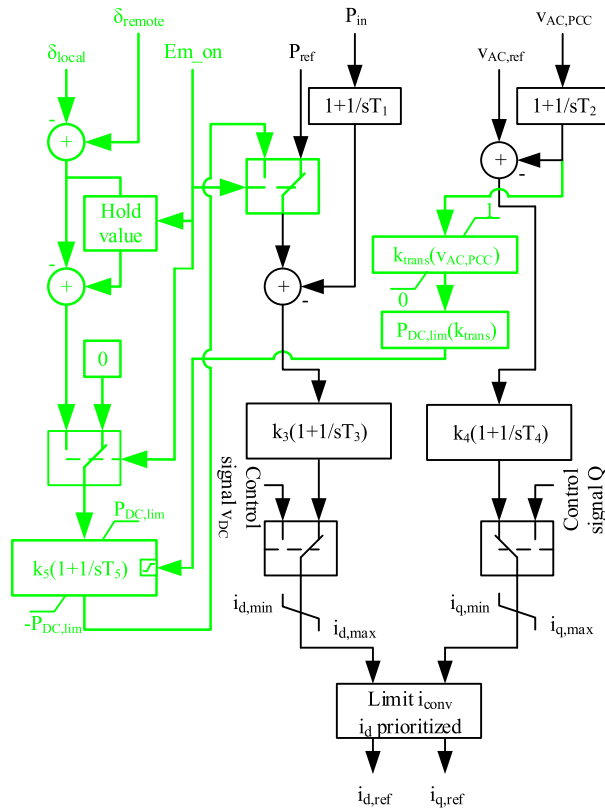 δremote
Pin
vAC,PCC
δlocal
Em_on
Pref
vAC,ref
1+1/sT1
1+1/sT2
-
+
+
-
Hold
value
1
ktrans(vAC,PCC)
0
-
+
+
-
PDC,lim(ktrans)
0
k3(1+1/sT3)
k4(1+1/sT4)
Control
signal vDC
Control
signal Q
PDC,lim
k5(1+1/sT5)
-PDC,lim
id,min
id,max
iq,min
iq,max
Limit iconv
id prioritized
id,ref
iq,ref